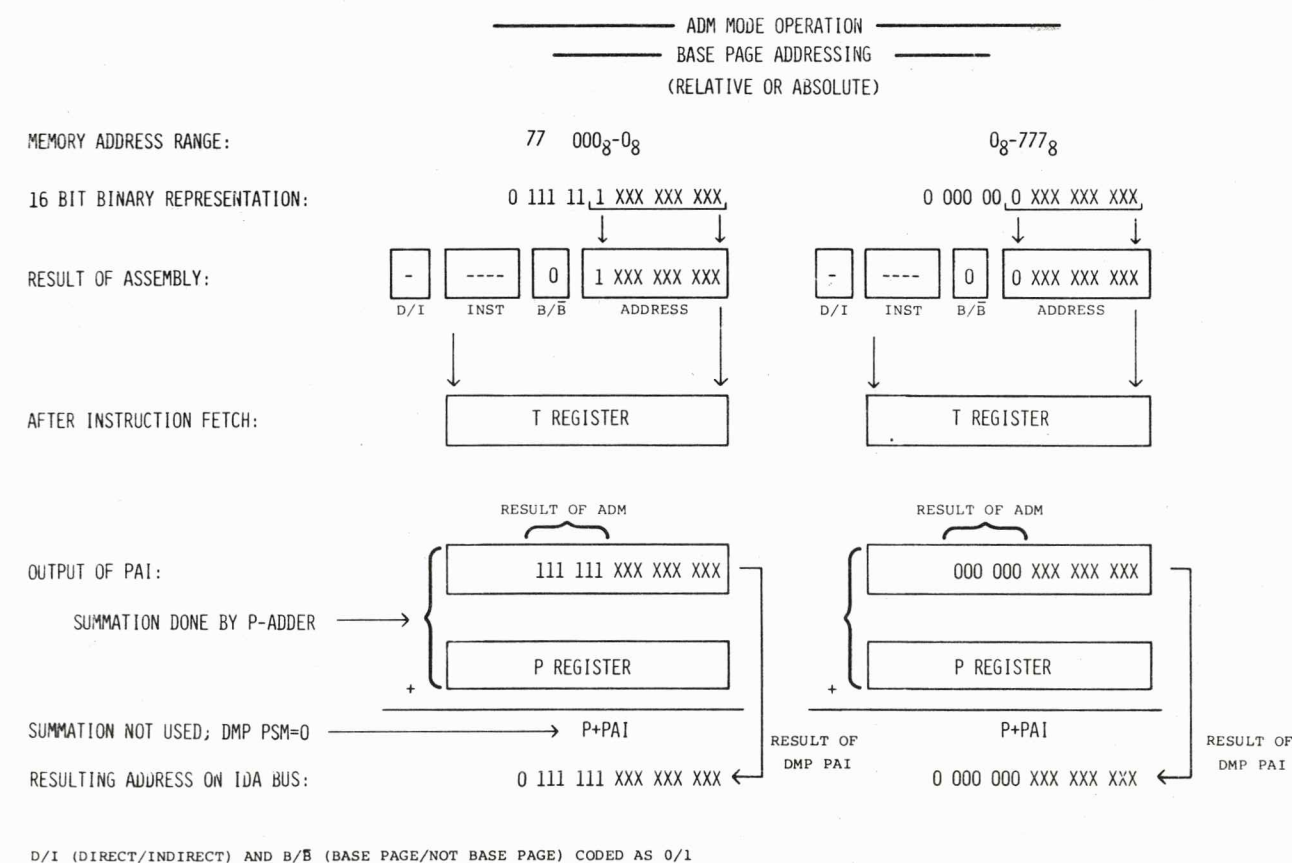 ADM MODE OPERATION
BASE PAGE ADDRESSING
(RELATIVE OR ABSOLUTE)
MEMORY ADDRESS RANGE: 77 000₈-0₈ 0₈-777₈
16 BIT BINARY REPRESENTATION: 0 111 11 1 XXX XXX XXX 0 000 00 0 XXX XXX XXX
RESULT OF ASSEMBLY: - ---- 0 1 XXX XXX XXX - ---- 0 0 XXX XXX XXX
D/I INST B/B̅ ADDRESS D/I INST B/B̅ ADDRESS
AFTER INSTRUCTION FETCH: T REGISTER T REGISTER
RESULT OF ADM RESULT OF ADM
OUTPUT OF PAI: 111 111 XXX XXX XXX 000 000 XXX XXX XXX
SUMMATION DONE BY P-ADDER
P REGISTER P REGISTER
+ +
SUMMATION NOT USED; DMP PSM=0 P+PAI P+PAI
RESULT OF DMP PAI RESULT OF DMP PAI
RESULTING ADDRESS ON IDA BUS: 0 111 111 XXX XXX XXX 0 000 000 XXX XXX XXX
D/I (DIRECT/INDIRECT) AND B/B̅ (BASE PAGE/NOT BASE PAGE) CODED AS 0/1